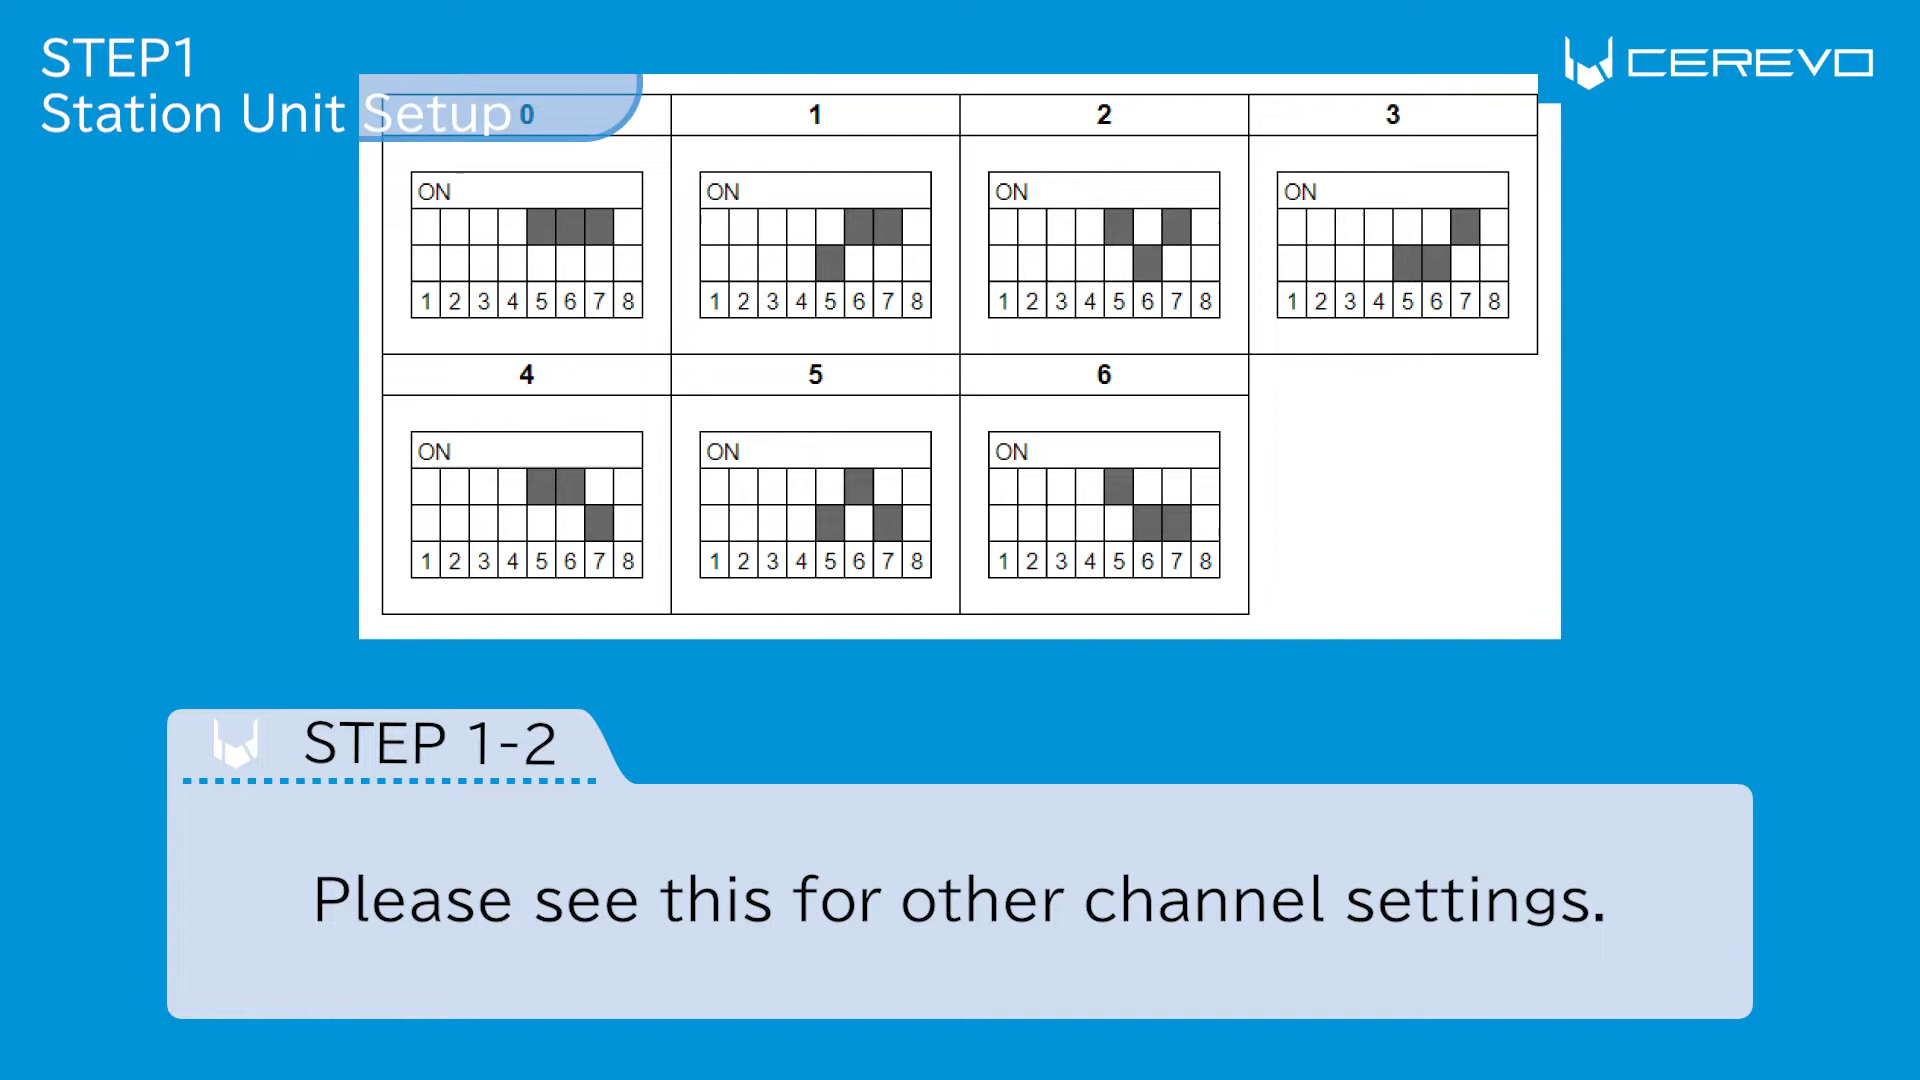 STEP1
Station Unit Setup
CEREVO
0 1 2 3
ON ON ON ON
1 2 3 4 5 6 7 8 1 2 3 4 5 6 7 8 1 2 3 4 5 6 7 8 1 2 3 4 5 6 7 8
4 5 6
ON ON ON
1 2 3 4 5 6 7 8 1 2 3 4 5 6 7 8 1 2 3 4 5 6 7 8
STEP 1-2
Please see this for other channel settings.